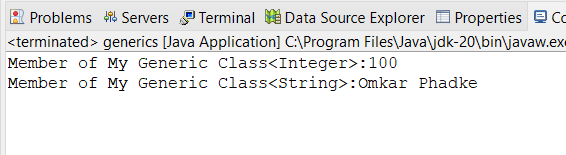 Problems Servers Terminal Data Source Explorer Properties Co
<terminated> generics [Java Application] C:\Program Files\Java\jdk-20\bin\javaw.exe
Member of My Generic Class<Integer>:100
Member of My Generic Class<String>:Omkar Phadke